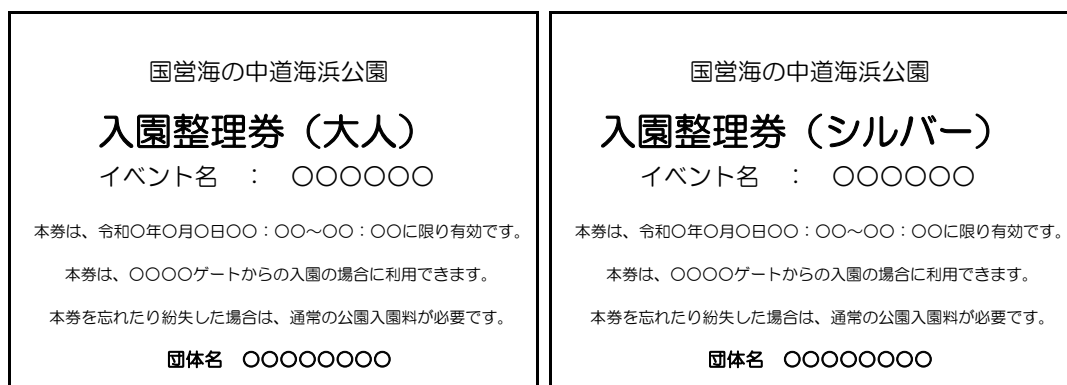 国営海の中道海浜公園
入園整理券（大人）
イベント名　：　〇〇〇〇〇〇
本券は、令和〇年〇月〇日〇〇：〇〇～〇〇：〇〇に限り有効です。
本券は、〇〇〇〇ゲートからの入園の場合に利用できます。
本券を忘れたり紛失した場合は、通常の公園入園料が必要です。
団体名　〇〇〇〇〇〇〇〇
国営海の中道海浜公園
入園整理券（シルバー）
イベント名　：　〇〇〇〇〇〇
本券は、令和〇年〇月〇日〇〇：〇〇～〇〇：〇〇に限り有効です。
本券は、〇〇〇〇ゲートからの入園の場合に利用できます。
本券を忘れたり紛失した場合は、通常の公園入園料が必要です。
団体名　〇〇〇〇〇〇〇〇